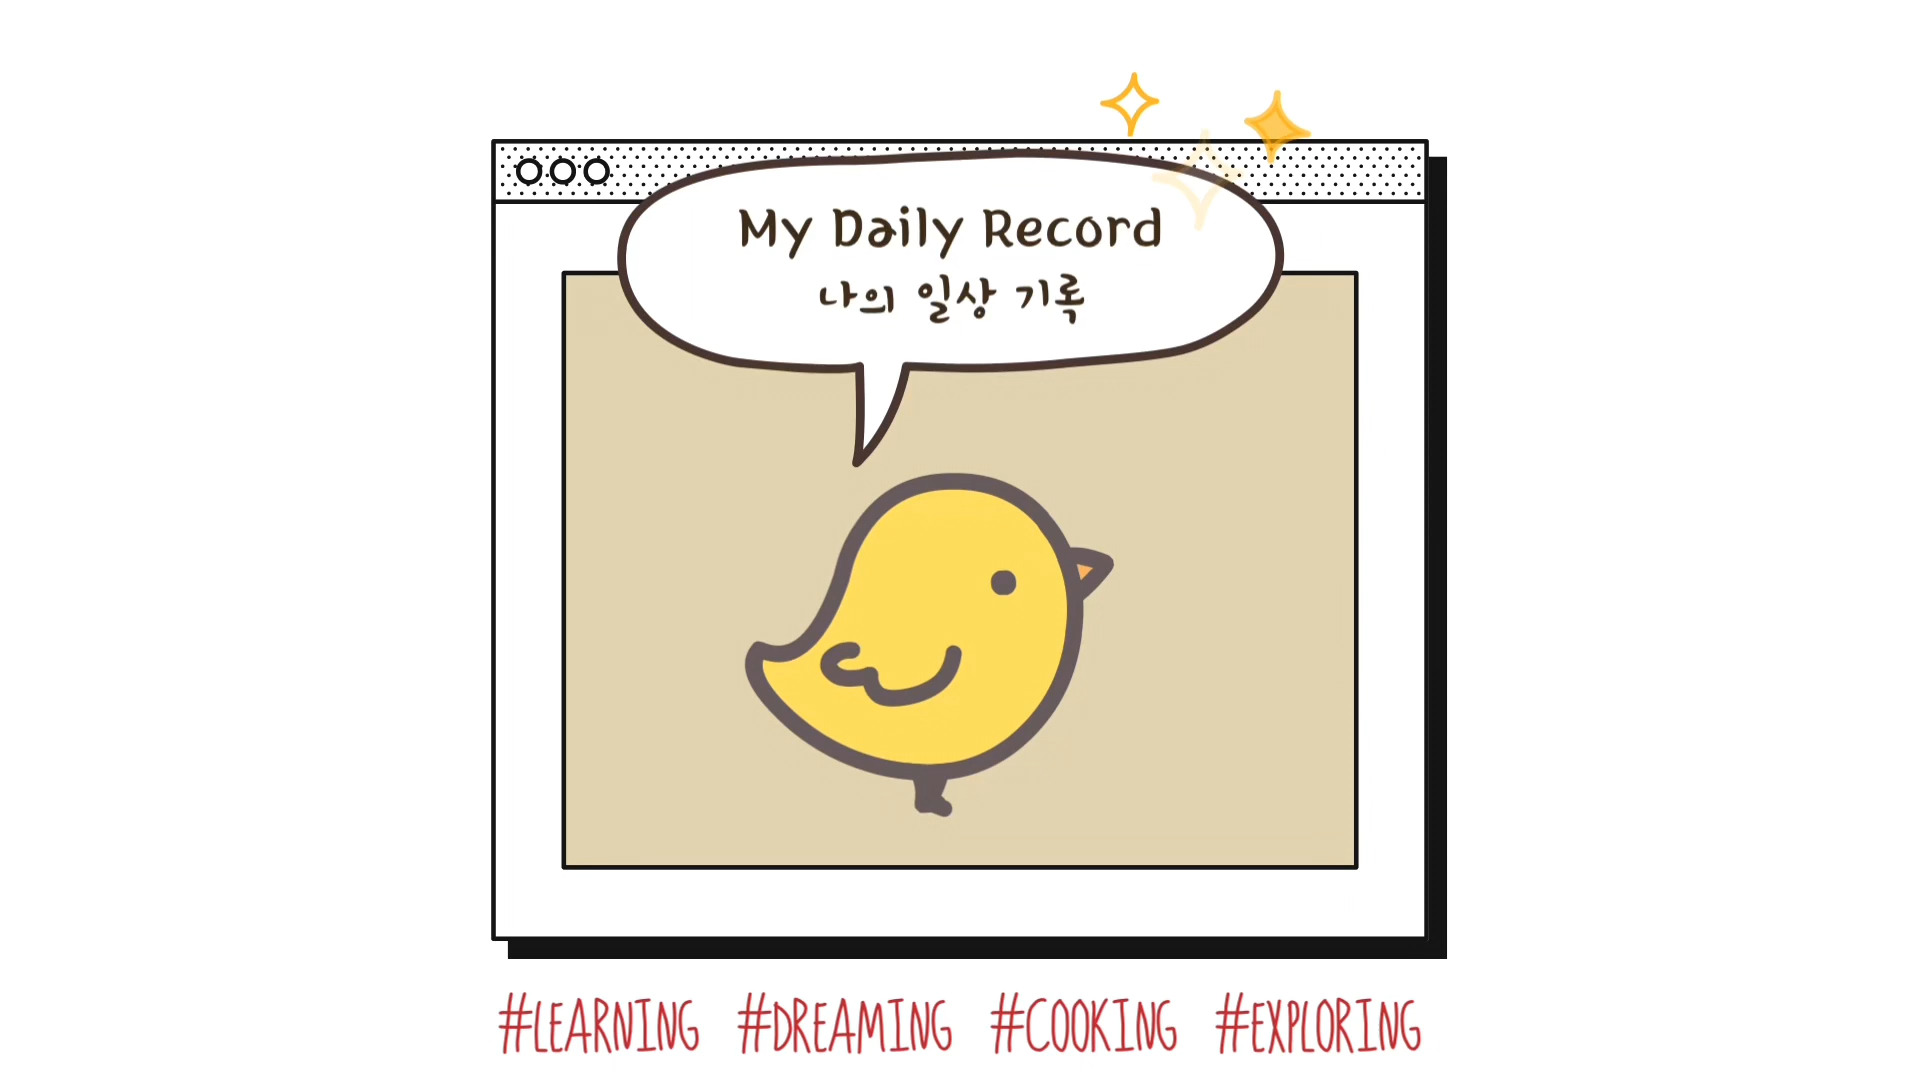 My Daily Record
나의 일상 기록
#LEARNING #DREAMING #COOKING #EXPLORING